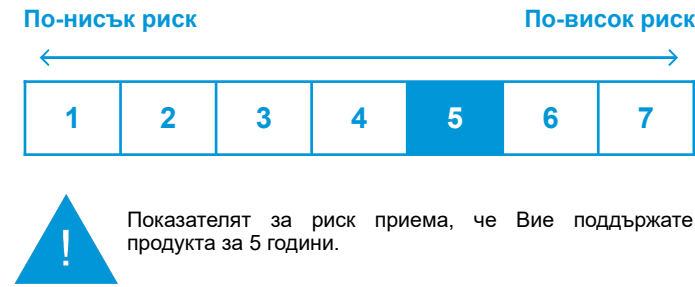 По-нисък риск По-висок риск
1 2 3 4 5 6 7
Показателят за риск приема, че Вие поддържате
продукта за 5 години.
!